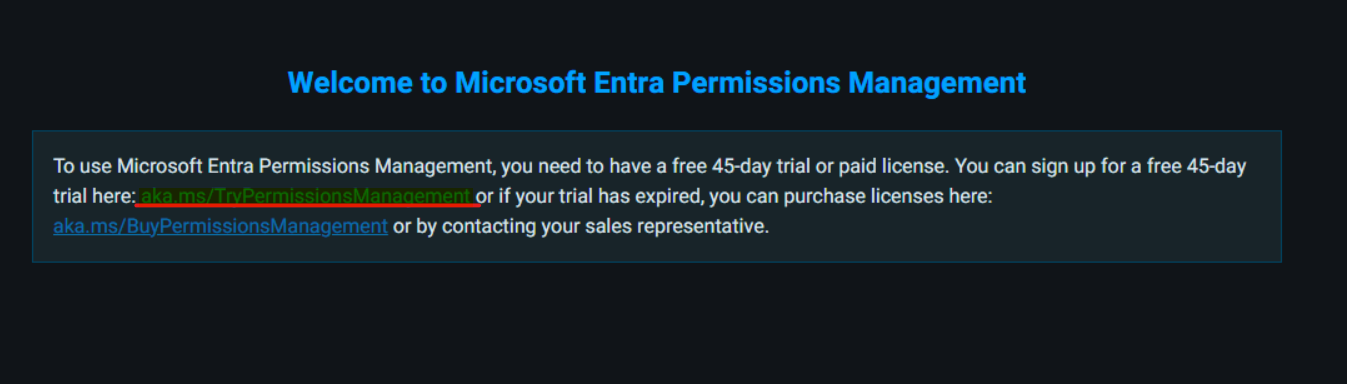 Welcome to Microsoft Entra Permissions Management
To use Microsoft Entra Permissions Management, you need to have a free 45-day trial or paid license. You can sign up for a free 45-day
trial here: aka.ms/TryPermissionsManagement or if your trial has expired, you can purchase licenses here:
aka.ms/BuyPermissionsManagement or by contacting your sales representative.